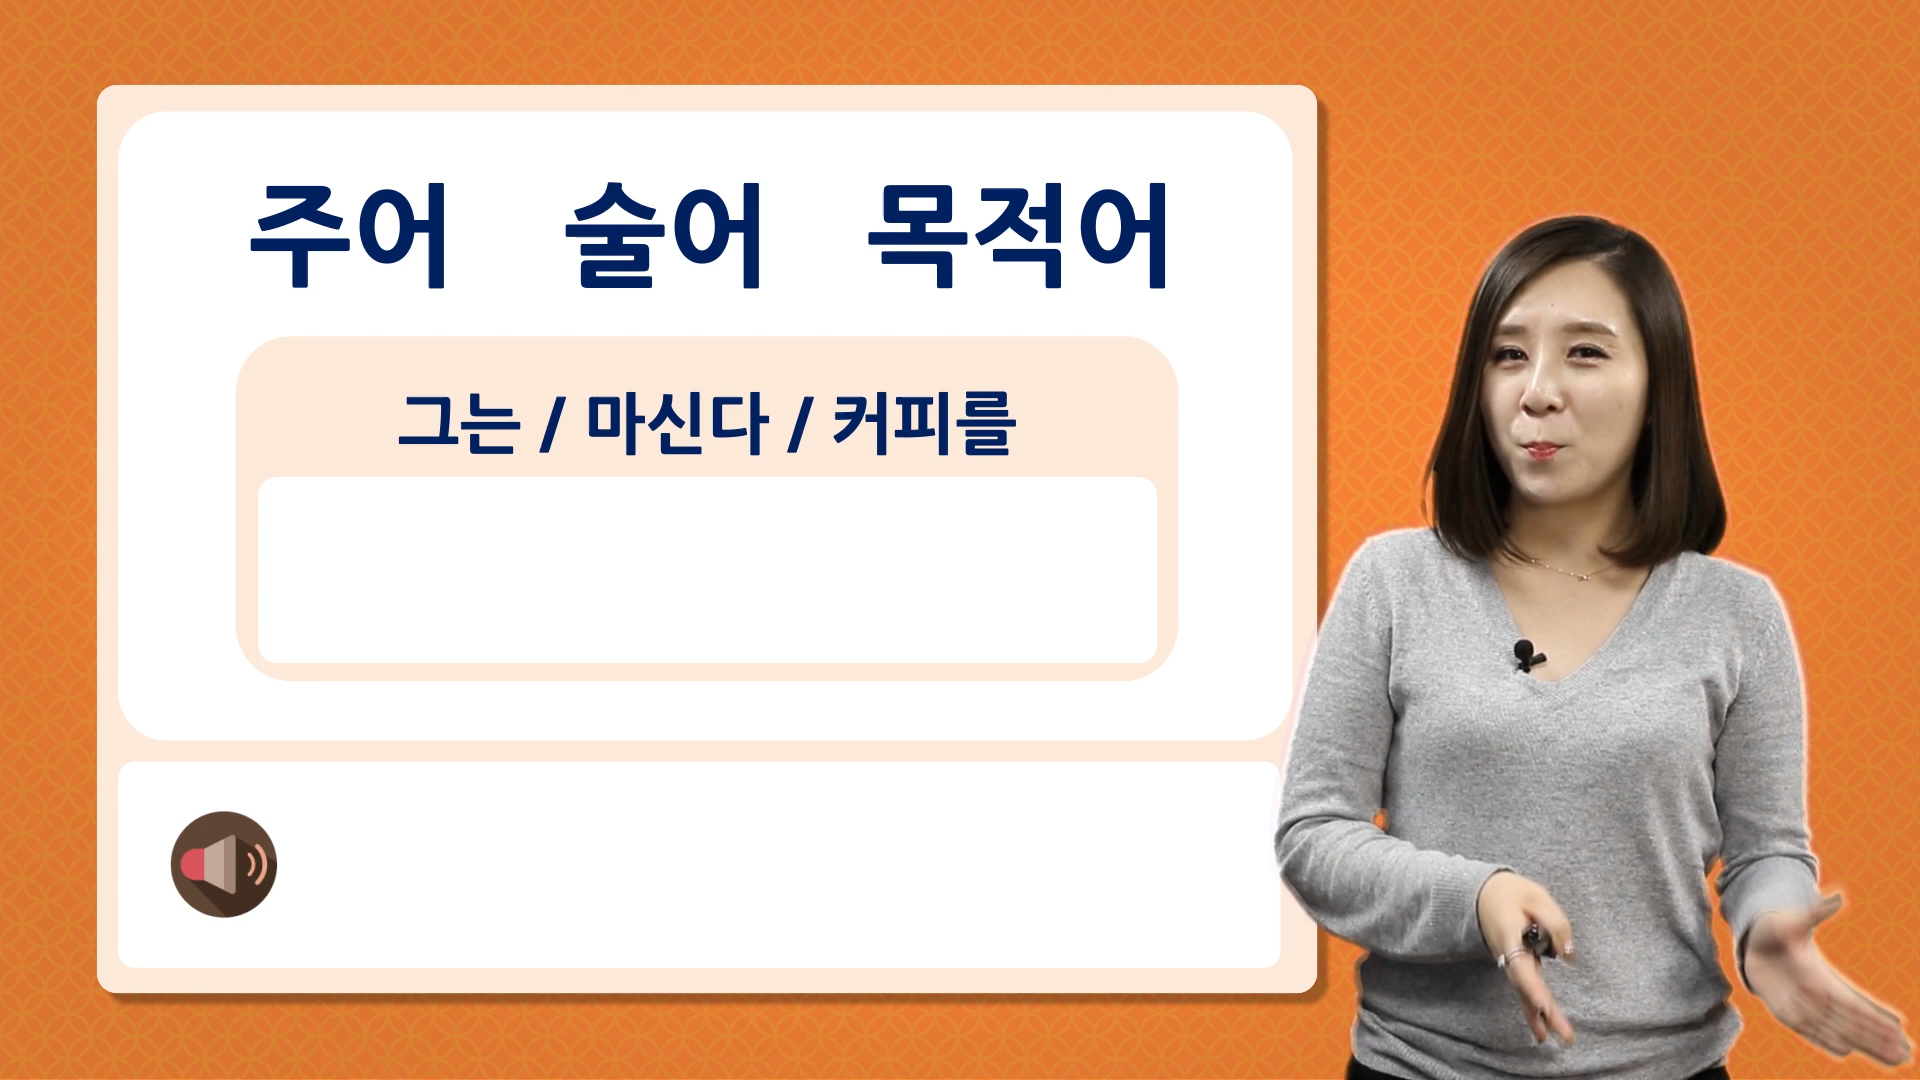 주어 술어 목적어
그는 / 마신다 / 커피를